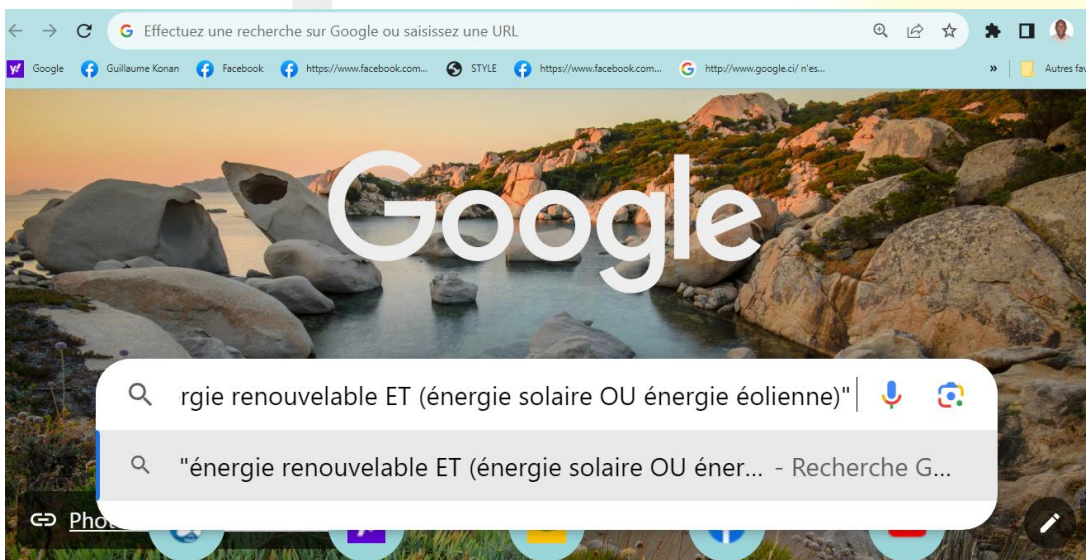 Effectuez une recherche sur Google ou saisissez une URL
Google Guillaume Konan Facebook https://www.facebook.com... STYLE https://www.facebook.com... http://www.google.ci/ n'es... » Autres fav
Google
rgie renouvelable ET (énergie solaire OU énergie éolienne)"
"énergie renouvelable ET (énergie solaire OU éner... - Recherche G...
Phot